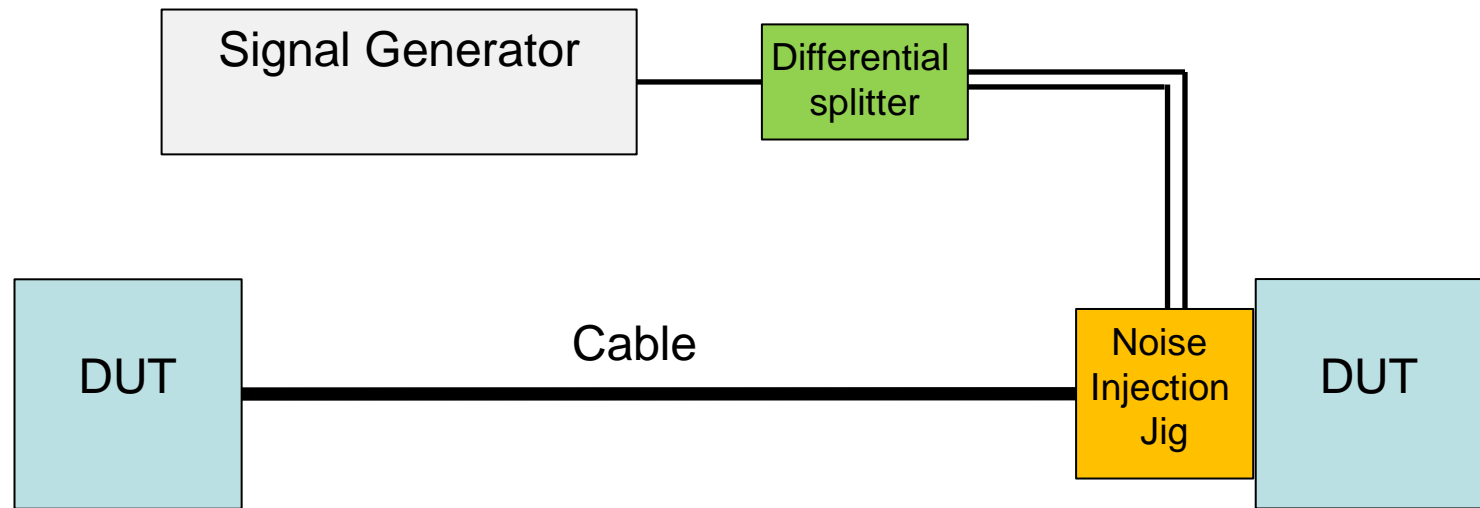 Signal Generator
Differential
splitter
DUT
Cable
Noise
Injection
Jig
DUT